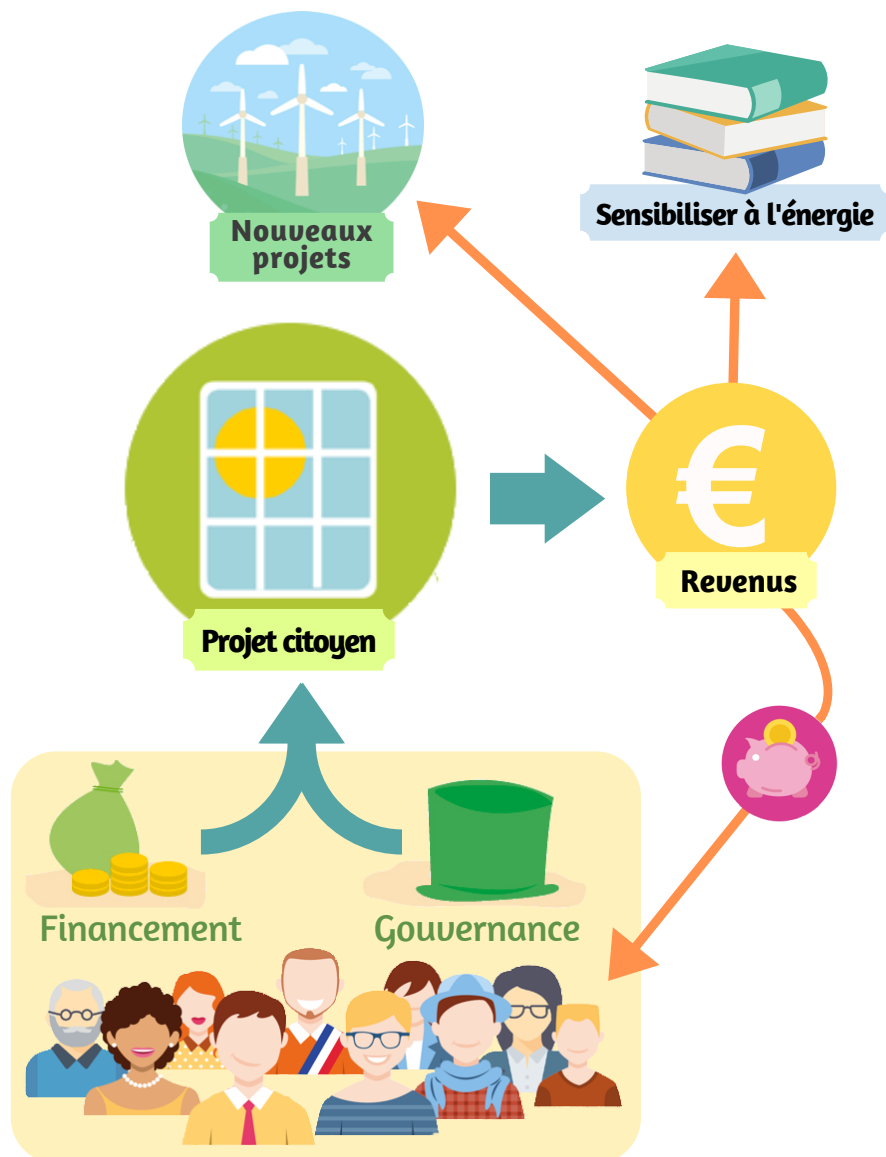 Nouveaux
projets
Sensibiliser à l'énergie
€
Revenus
Projet citoyen
Financement
Gouvernance